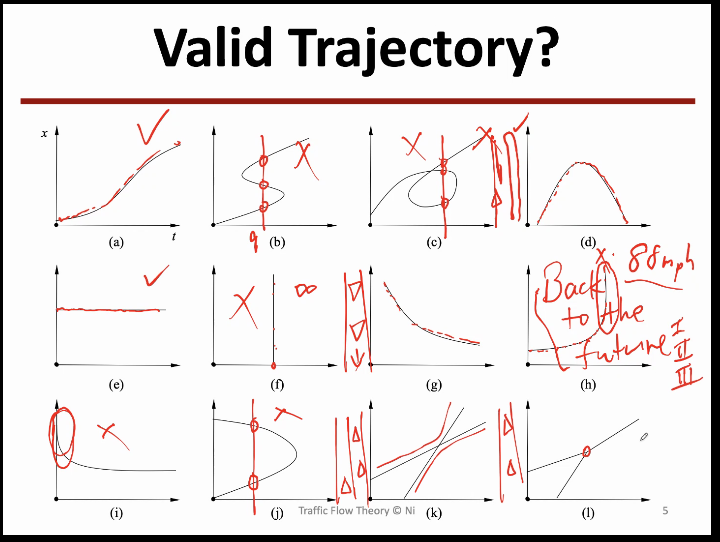 Valid Trajectory?
x
t
(a)
(b)
(c)
(d)
q
88mph
∞
Back
to the
future I
II
III
(e)
(f)
(g)
(h)
(i)
(j)
(k)
(l)
Traffic Flow Theory © Ni
5